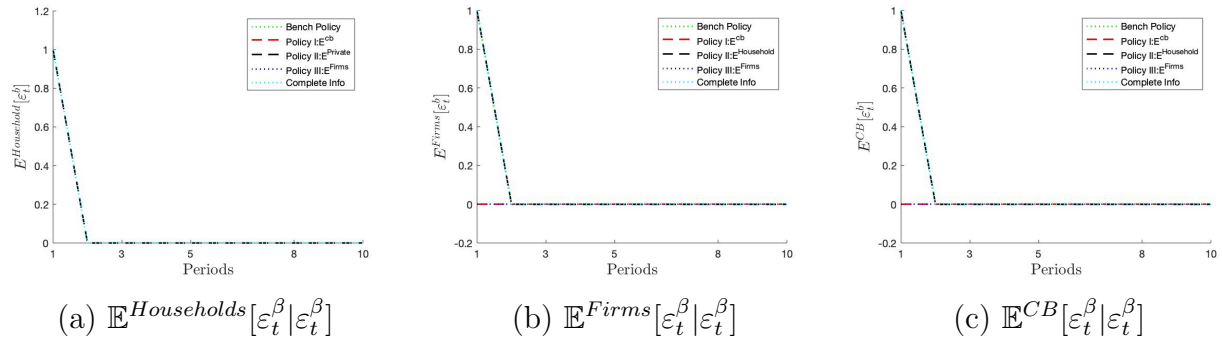 1.2
1
0.8
0.6
0.4
0.2
0
E^{Household}[ε_t^b]
1 3 5 8 10
Periods
Bench Policy
Policy I:E^{cb}
Policy II:E^{Private}
Policy III:E^{Firms}
Complete Info
(a) 𝔼^{Households}[ε_t^β|ε_t^β]
1
0.8
0.6
0.4
0.2
0
-0.2
E^{Firms}[ε_t^b]
1 3 5 8 10
Periods
Bench Policy
Policy I:E^{cb}
Policy II:E^{Household}
Policy III:E^{Firms}
Complete Info
(b) 𝔼^{Firms}[ε_t^β|ε_t^β]
1
0.8
0.6
0.4
0.2
0
-0.2
E^{CB}[ε_t^b]
1 3 5 8 10
Periods
Bench Policy
Policy I:E^{cb}
Policy II:E^{Household}
Policy III:E^{Firms}
Complete Info
(c) 𝔼^{CB}[ε_t^β|ε_t^β]